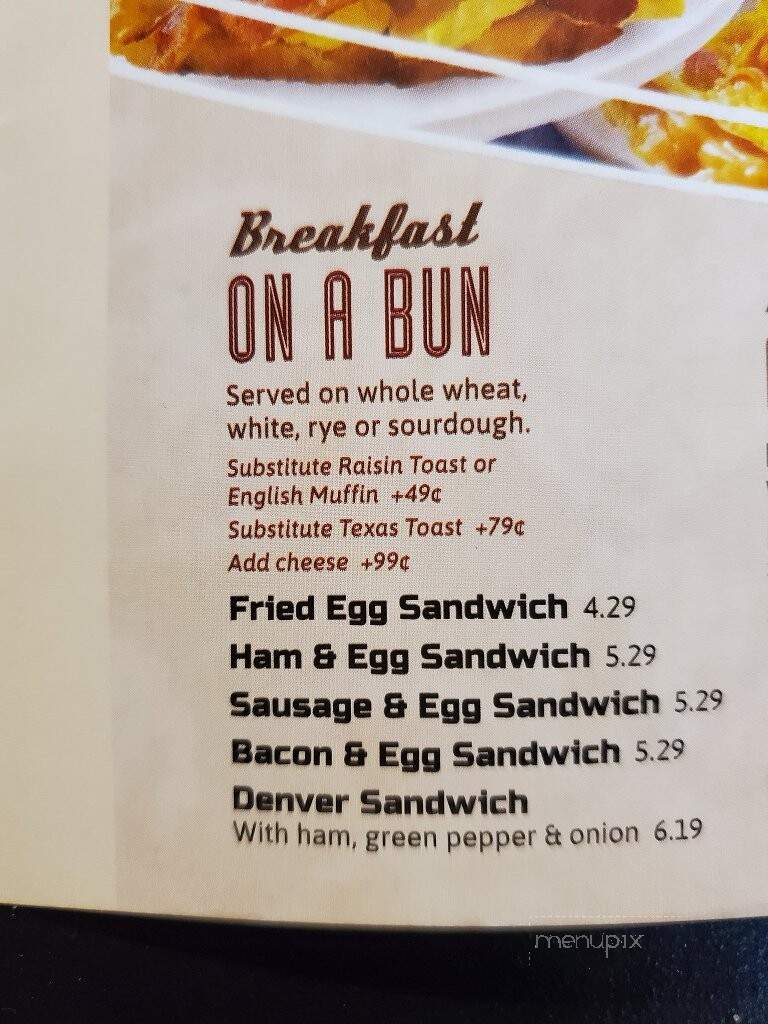 Breakfast
ON A BUN
Served on whole wheat,
white, rye or sourdough.
Substitute Raisin Toast or
English Muffin +49¢
Substitute Texas Toast +79¢
Add cheese +99¢
Fried Egg Sandwich 4.29
Ham & Egg Sandwich 5.29
Sausage & Egg Sandwich 5.29
Bacon & Egg Sandwich 5.29
Denver Sandwich
With ham, green pepper & onion 6.19
menupix